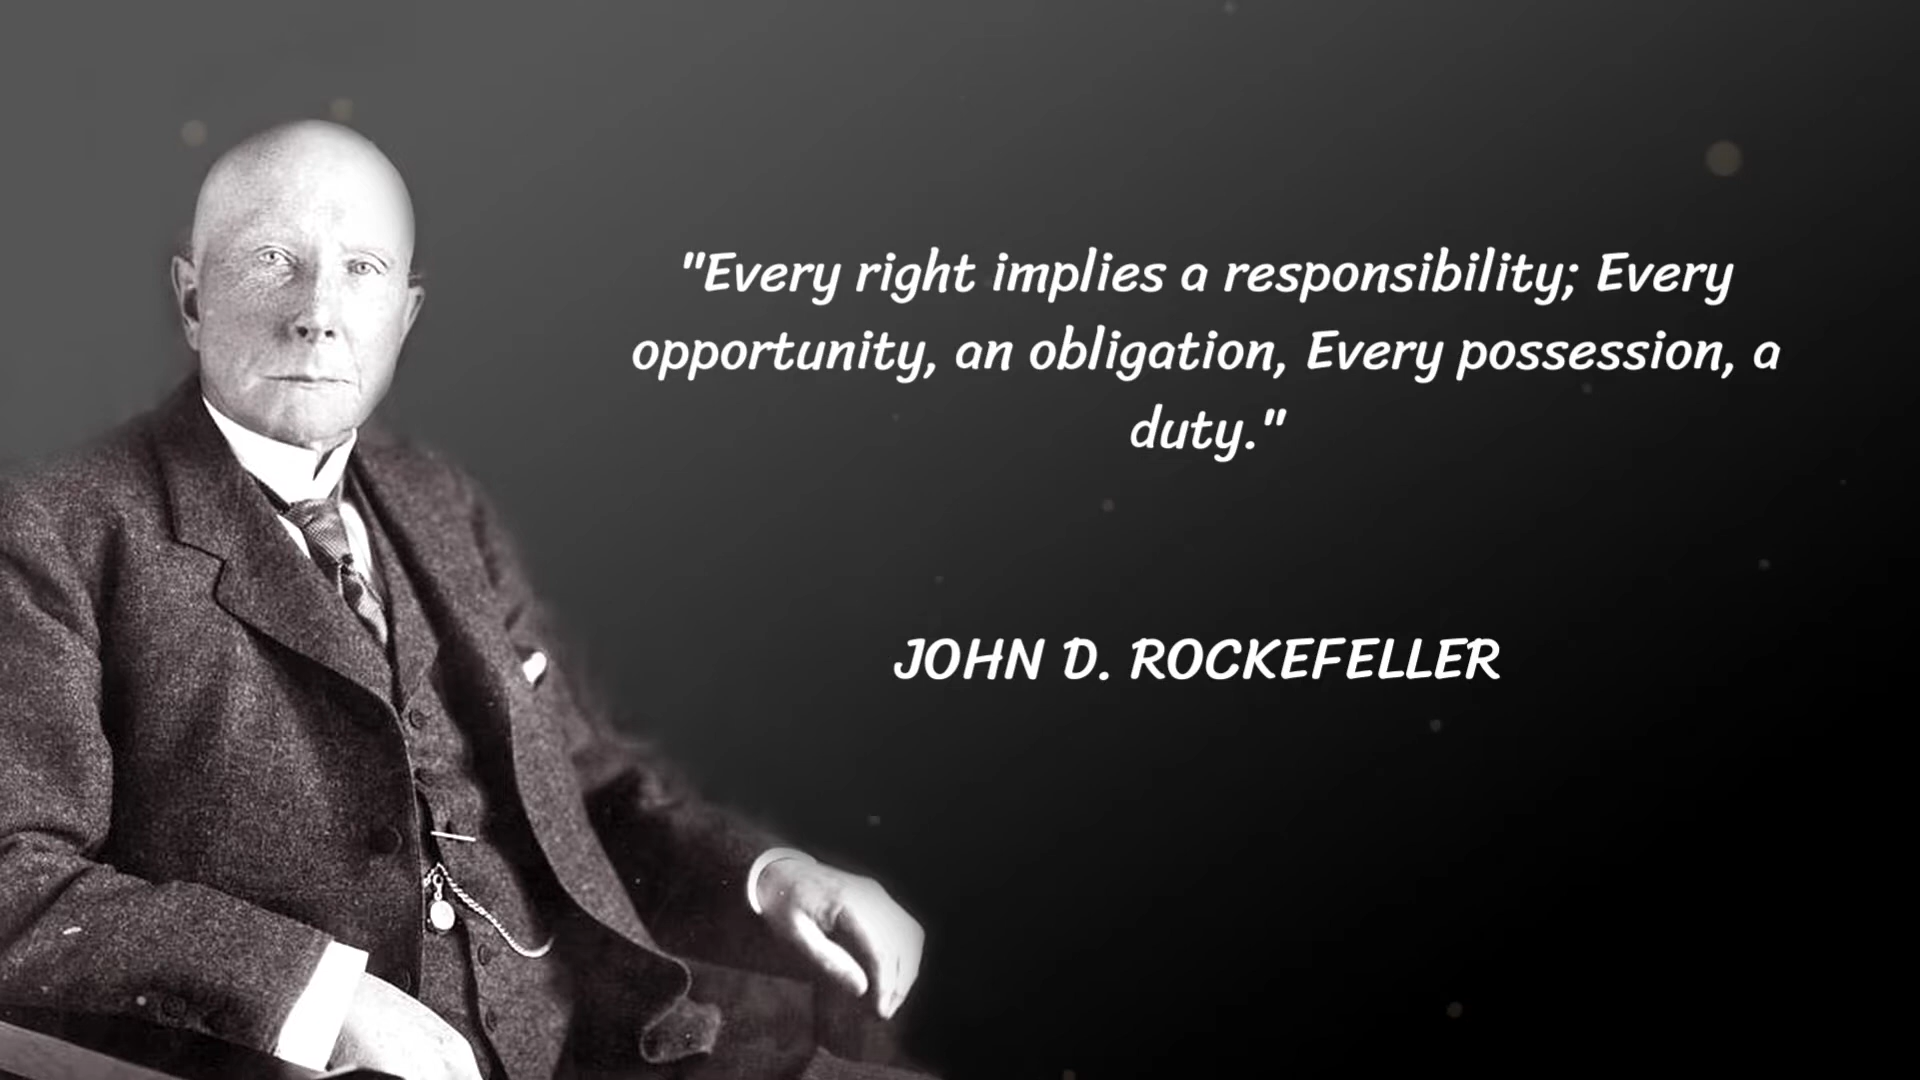 "Every right implies a responsibility; Every
opportunity, an obligation, Every possession, a
duty."
JOHN D. ROCKEFELLER